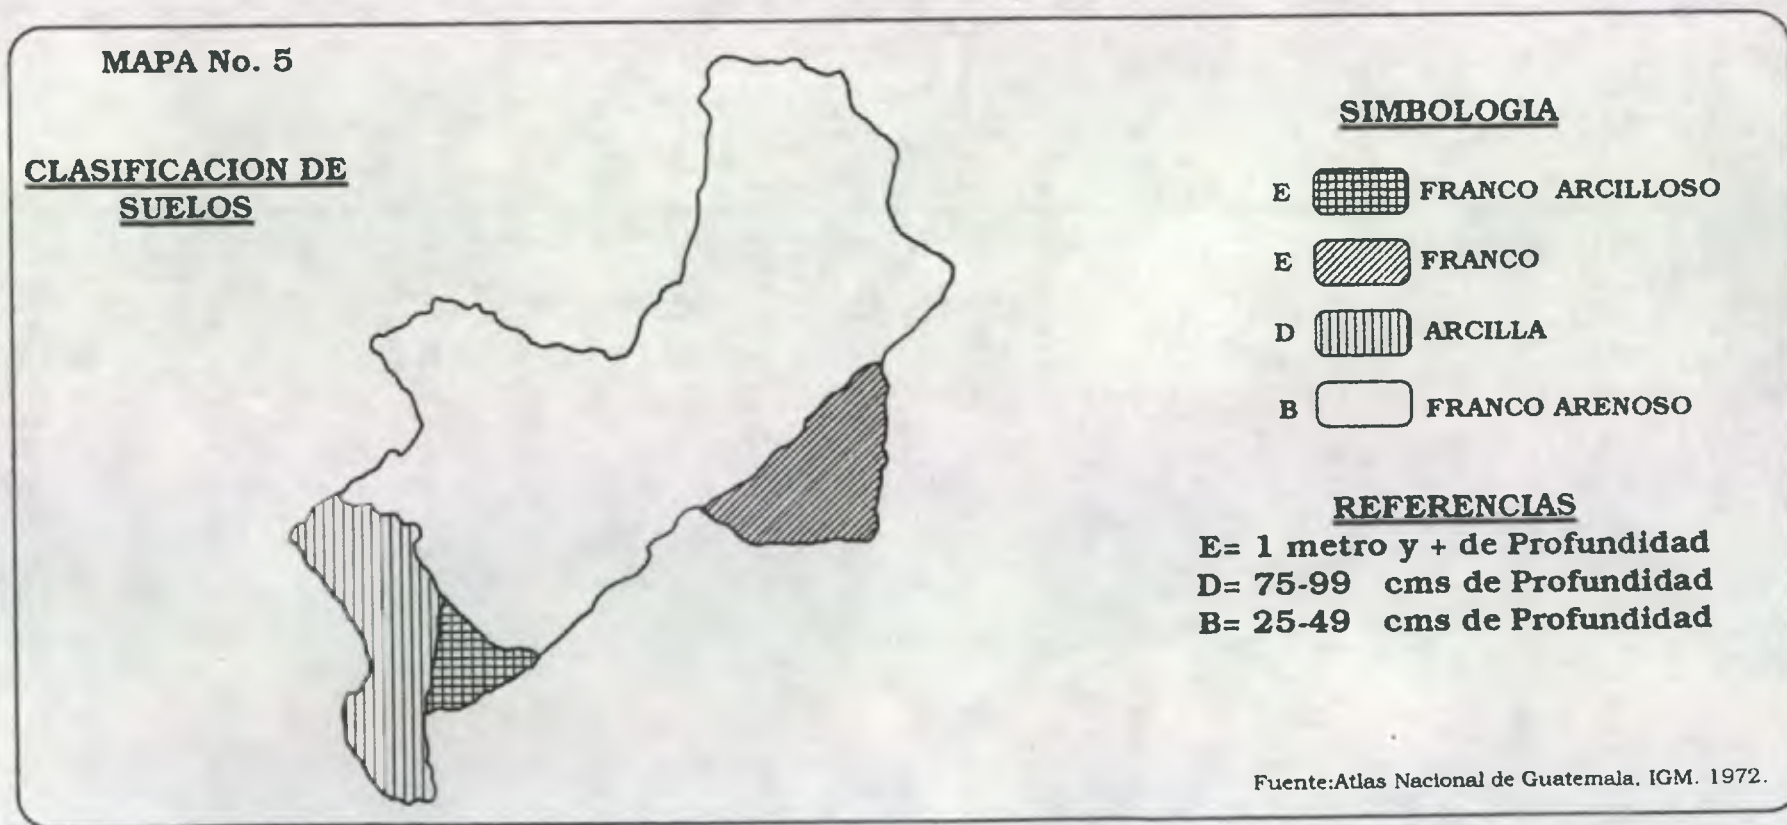 MAPA No. 5
CLASIFICACION DE
SUELOS
SIMBOLOGIA
E FRANCO ARCILLOSO
E FRANCO
D ARCILLA
B FRANCO ARENOSO
REFERENCIAS
E= 1 metro y + de Profundidad
D= 75-99 cms de Profundidad
B= 25-49 cms de Profundidad
Fuente:Atlas Nacional de Guatemala. IGM. 1972.